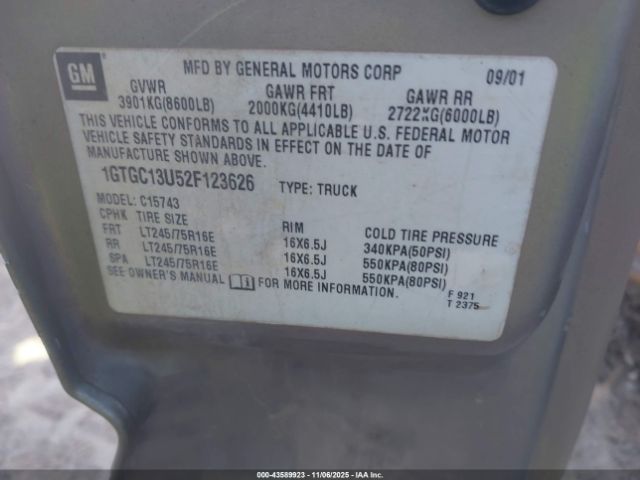 GM
MFD BY GENERAL MOTORS CORP 09/01
GVWR GAWR FRT GAWR RR
3901KG(8600LB) 2000KG(4410LB) 2722KG(6000LB)
THIS VEHICLE CONFORMS TO ALL APPLICABLE U.S. FEDERAL MOTOR
VEHICLE SAFETY STANDARDS IN EFFECT ON THE DATE OF
MANUFACTURE SHOWN ABOVE.
1GTGC13U52F123626 TYPE: TRUCK
MODEL: C15743
CPHK TIRE SIZE RIM COLD TIRE PRESSURE
FRT LT245/75R16E 16X6.5J 340KPA(50PSI)
RR LT245/75R16E 16X6.5J 550KPA(80PSI)
SPA LT245/75R16E 16X6.5J 550KPA(80PSI)
SEE OWNER'S MANUAL FOR MORE INFORMATION.
F 921
T 2375
000-43589923 - 11/06/2025 - IAA Inc.